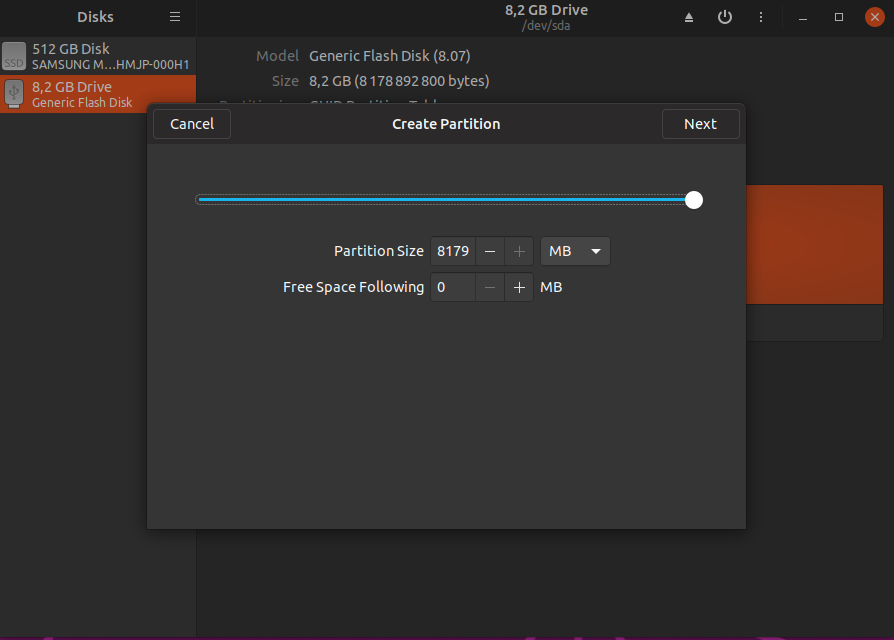 Disks
8,2 GB Drive
/dev/sda
512 GB Disk
SAMSUNG M...HMJP-000H1
SSD
8,2 GB Drive
Generic Flash Disk
Model Generic Flash Disk (8.07)
Size 8,2 GB (8 178 892 800 bytes)
Cancel Create Partition Next
Partition Size 8179 − + MB
Free Space Following 0 − + MB